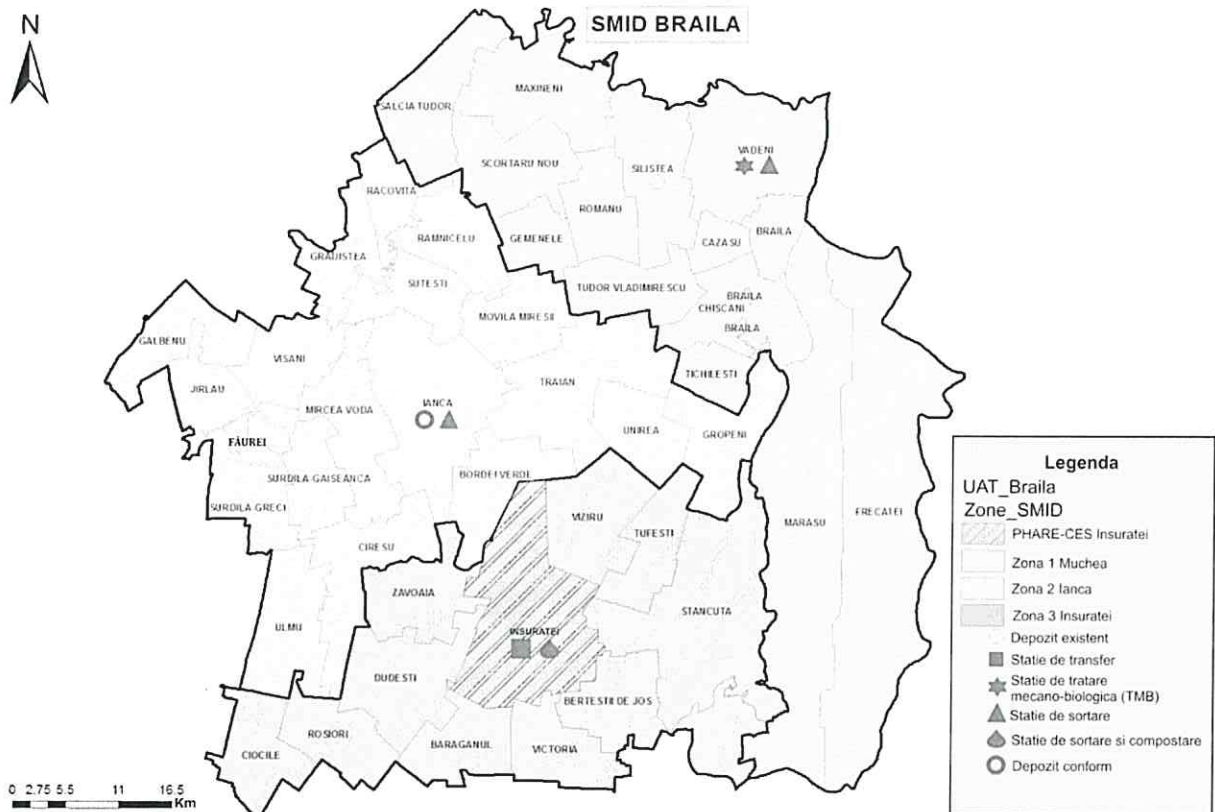 N
SMID BRAILA
MAXINENI
SALCIA TUDOR
VADENI
SCORTARU NOU
SILISTEA
RACOVITA
ROMANU
BRAILA
RAMNICELU
GEMENELE
CAZASU
GRADISTEA
SUTESTI
TUDOR VLADIMIRESCU
BRAILA
CHISCANI
MOVILA MIRESII
BRAILA
GALBENU
VISANI
TICHILESTI
JIRLAU
TRAIAN
IANCA
MIRCEA VODA
UNIREA
GROPENI
FĂUREI
BORDEI VERDE
SURDILA-GAISEANCA
SURDILA GRECI
VIZIRU
TUFESTI
MARASU
FRECATEI
CIRESU
ZAVOAIA
STANCUTA
ULMU
INSURATEI
DUDESTI
BERTESTII DE JOS
ROSIORI
BARAGANUL
VICTORIA
CIOCILE
0 2.75 5.5 11 16.5
Km
Legenda
UAT_Braila
Zone_SMID
PHARE-CES Insuratei
Zona 1 Muchea
Zona 2 Ianca
Zona 3 Insuratei
Depozit existent
Statie de transfer
Statie de tratare
mecano-biologica (TMB)
Statie de sortare
Statie de sortare si compostare
Depozit conform